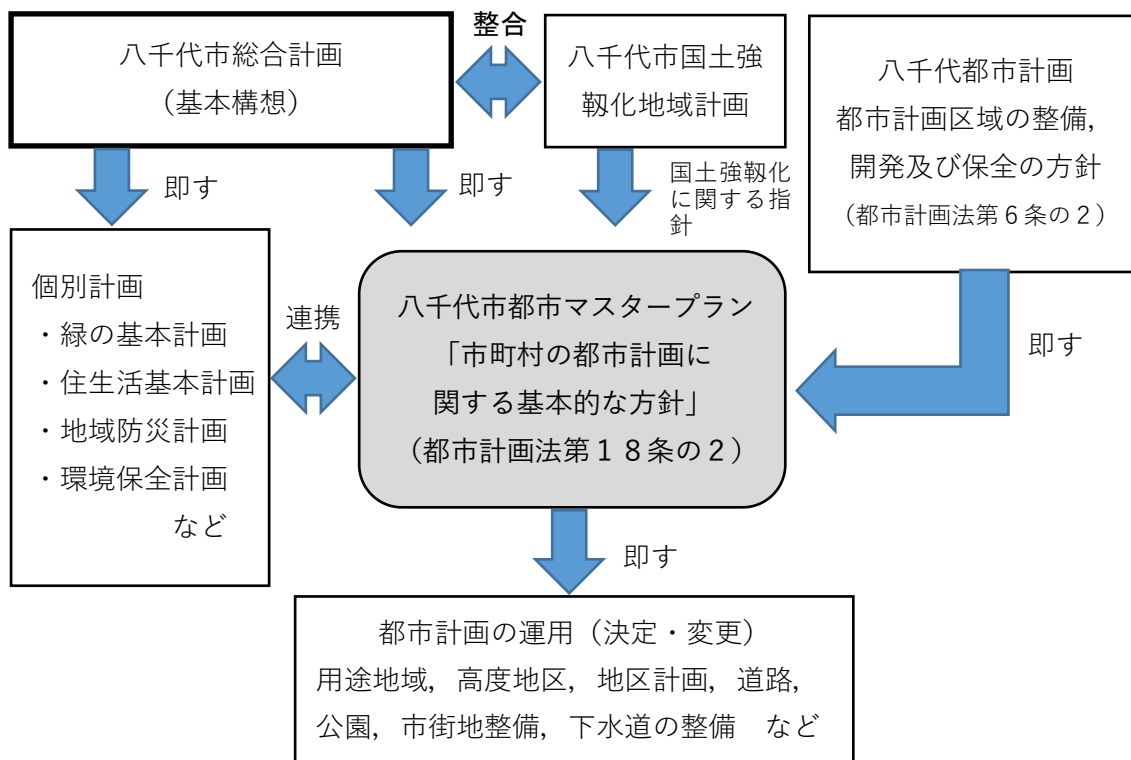 整合
八千代市総合計画
（基本構想）
八千代市国土強
靱化地域計画
八千代都市計画
都市計画区域の整備，
開発及び保全の方針
（都市計画法第６条の２）
即す
即す
国土強靱化
に関する指
針
個別計画
・緑の基本計画
・住生活基本計画
・地域防災計画
・環境保全計画
など
連携
八千代市都市マスタープラン
「市町村の都市計画に
関する基本的な方針」
（都市計画法第１８条の２）
即す
即す
都市計画の運用（決定・変更）
用途地域，高度地区，地区計画，道路，
公園，市街地整備，下水道の整備　など